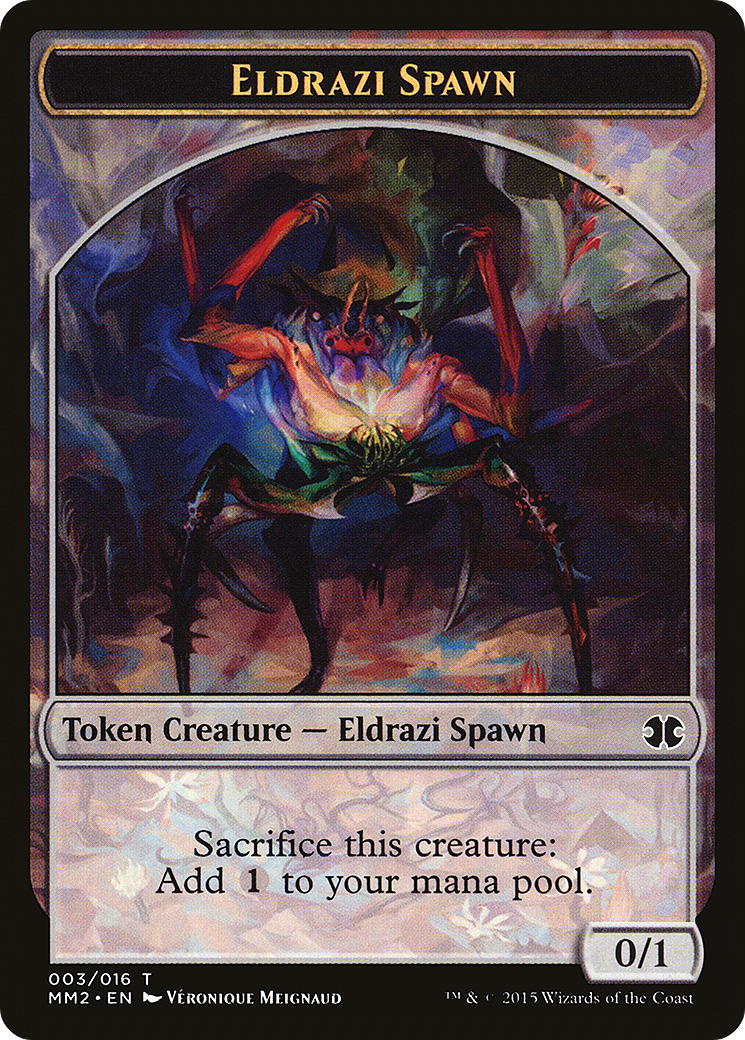 Eldrazi Spawn
Token Creature — Eldrazi Spawn
Sacrifice this creature:
Add 1 to your mana pool.
0/1
003/016 T
MM2 • EN Véronique Meignaud
™ & © 2015 Wizards of the Coast